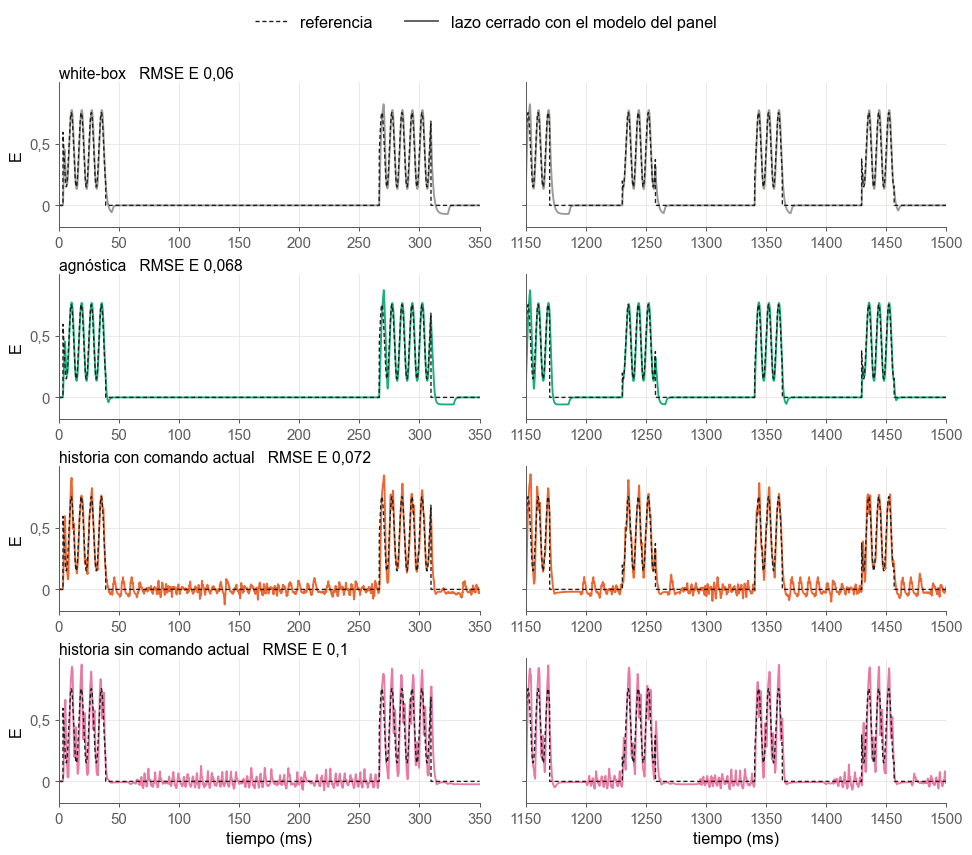 referencia lazo cerrado con el modelo del panel
white-box RMSE E 0,06
E
0,5
0
0 50 100 150 200 250 300 350
1150 1200 1250 1300 1350 1400 1450 1500
agnóstica RMSE E 0,068
E
0,5
0
0 50 100 150 200 250 300 350
1150 1200 1250 1300 1350 1400 1450 1500
historia con comando actual RMSE E 0,072
E
0,5
0
0 50 100 150 200 250 300 350
1150 1200 1250 1300 1350 1400 1450 1500
historia sin comando actual RMSE E 0,1
E
0,5
0
0 50 100 150 200 250 300 350
1150 1200 1250 1300 1350 1400 1450 1500
tiempo (ms) tiempo (ms)